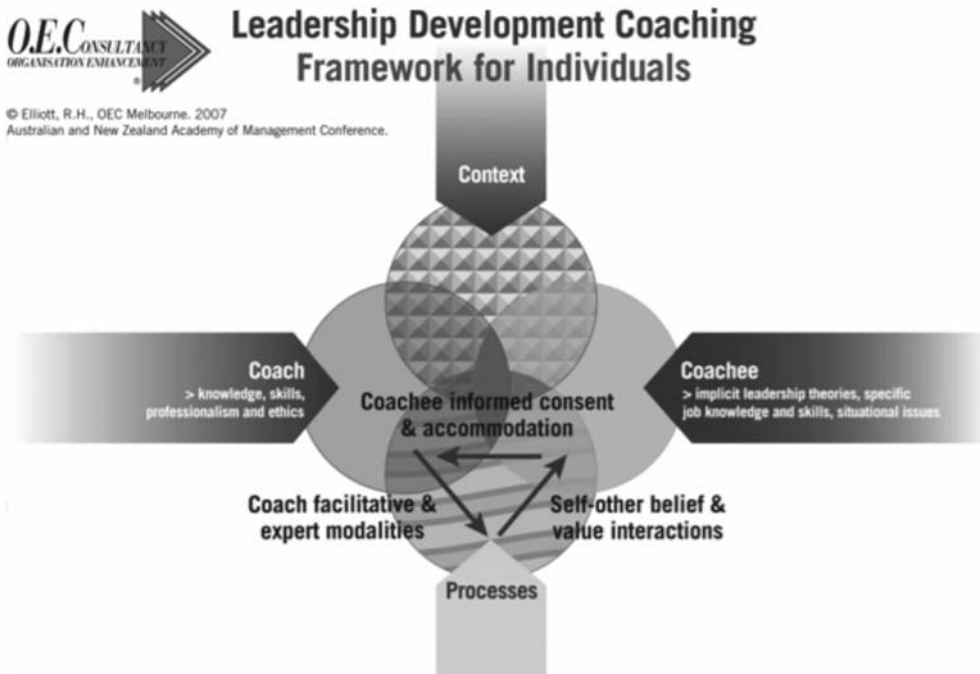 O.E.CONSULTANCY
ORGANISATION ENHANCEMENT
®
Leadership Development Coaching
Framework for Individuals
© Elliott, R.H., OEC Melbourne. 2007
Australian and New Zealand Academy of Management Conference.
Context
Coach
> knowledge, skills,
professionalism and ethics
Coachee
> implicit leadership theories, specific
job knowledge and skills, situational issues
Coachee informed consent
& accommodation
Coach facilitative &
expert modalities
Self-other belief &
value interactions
Processes